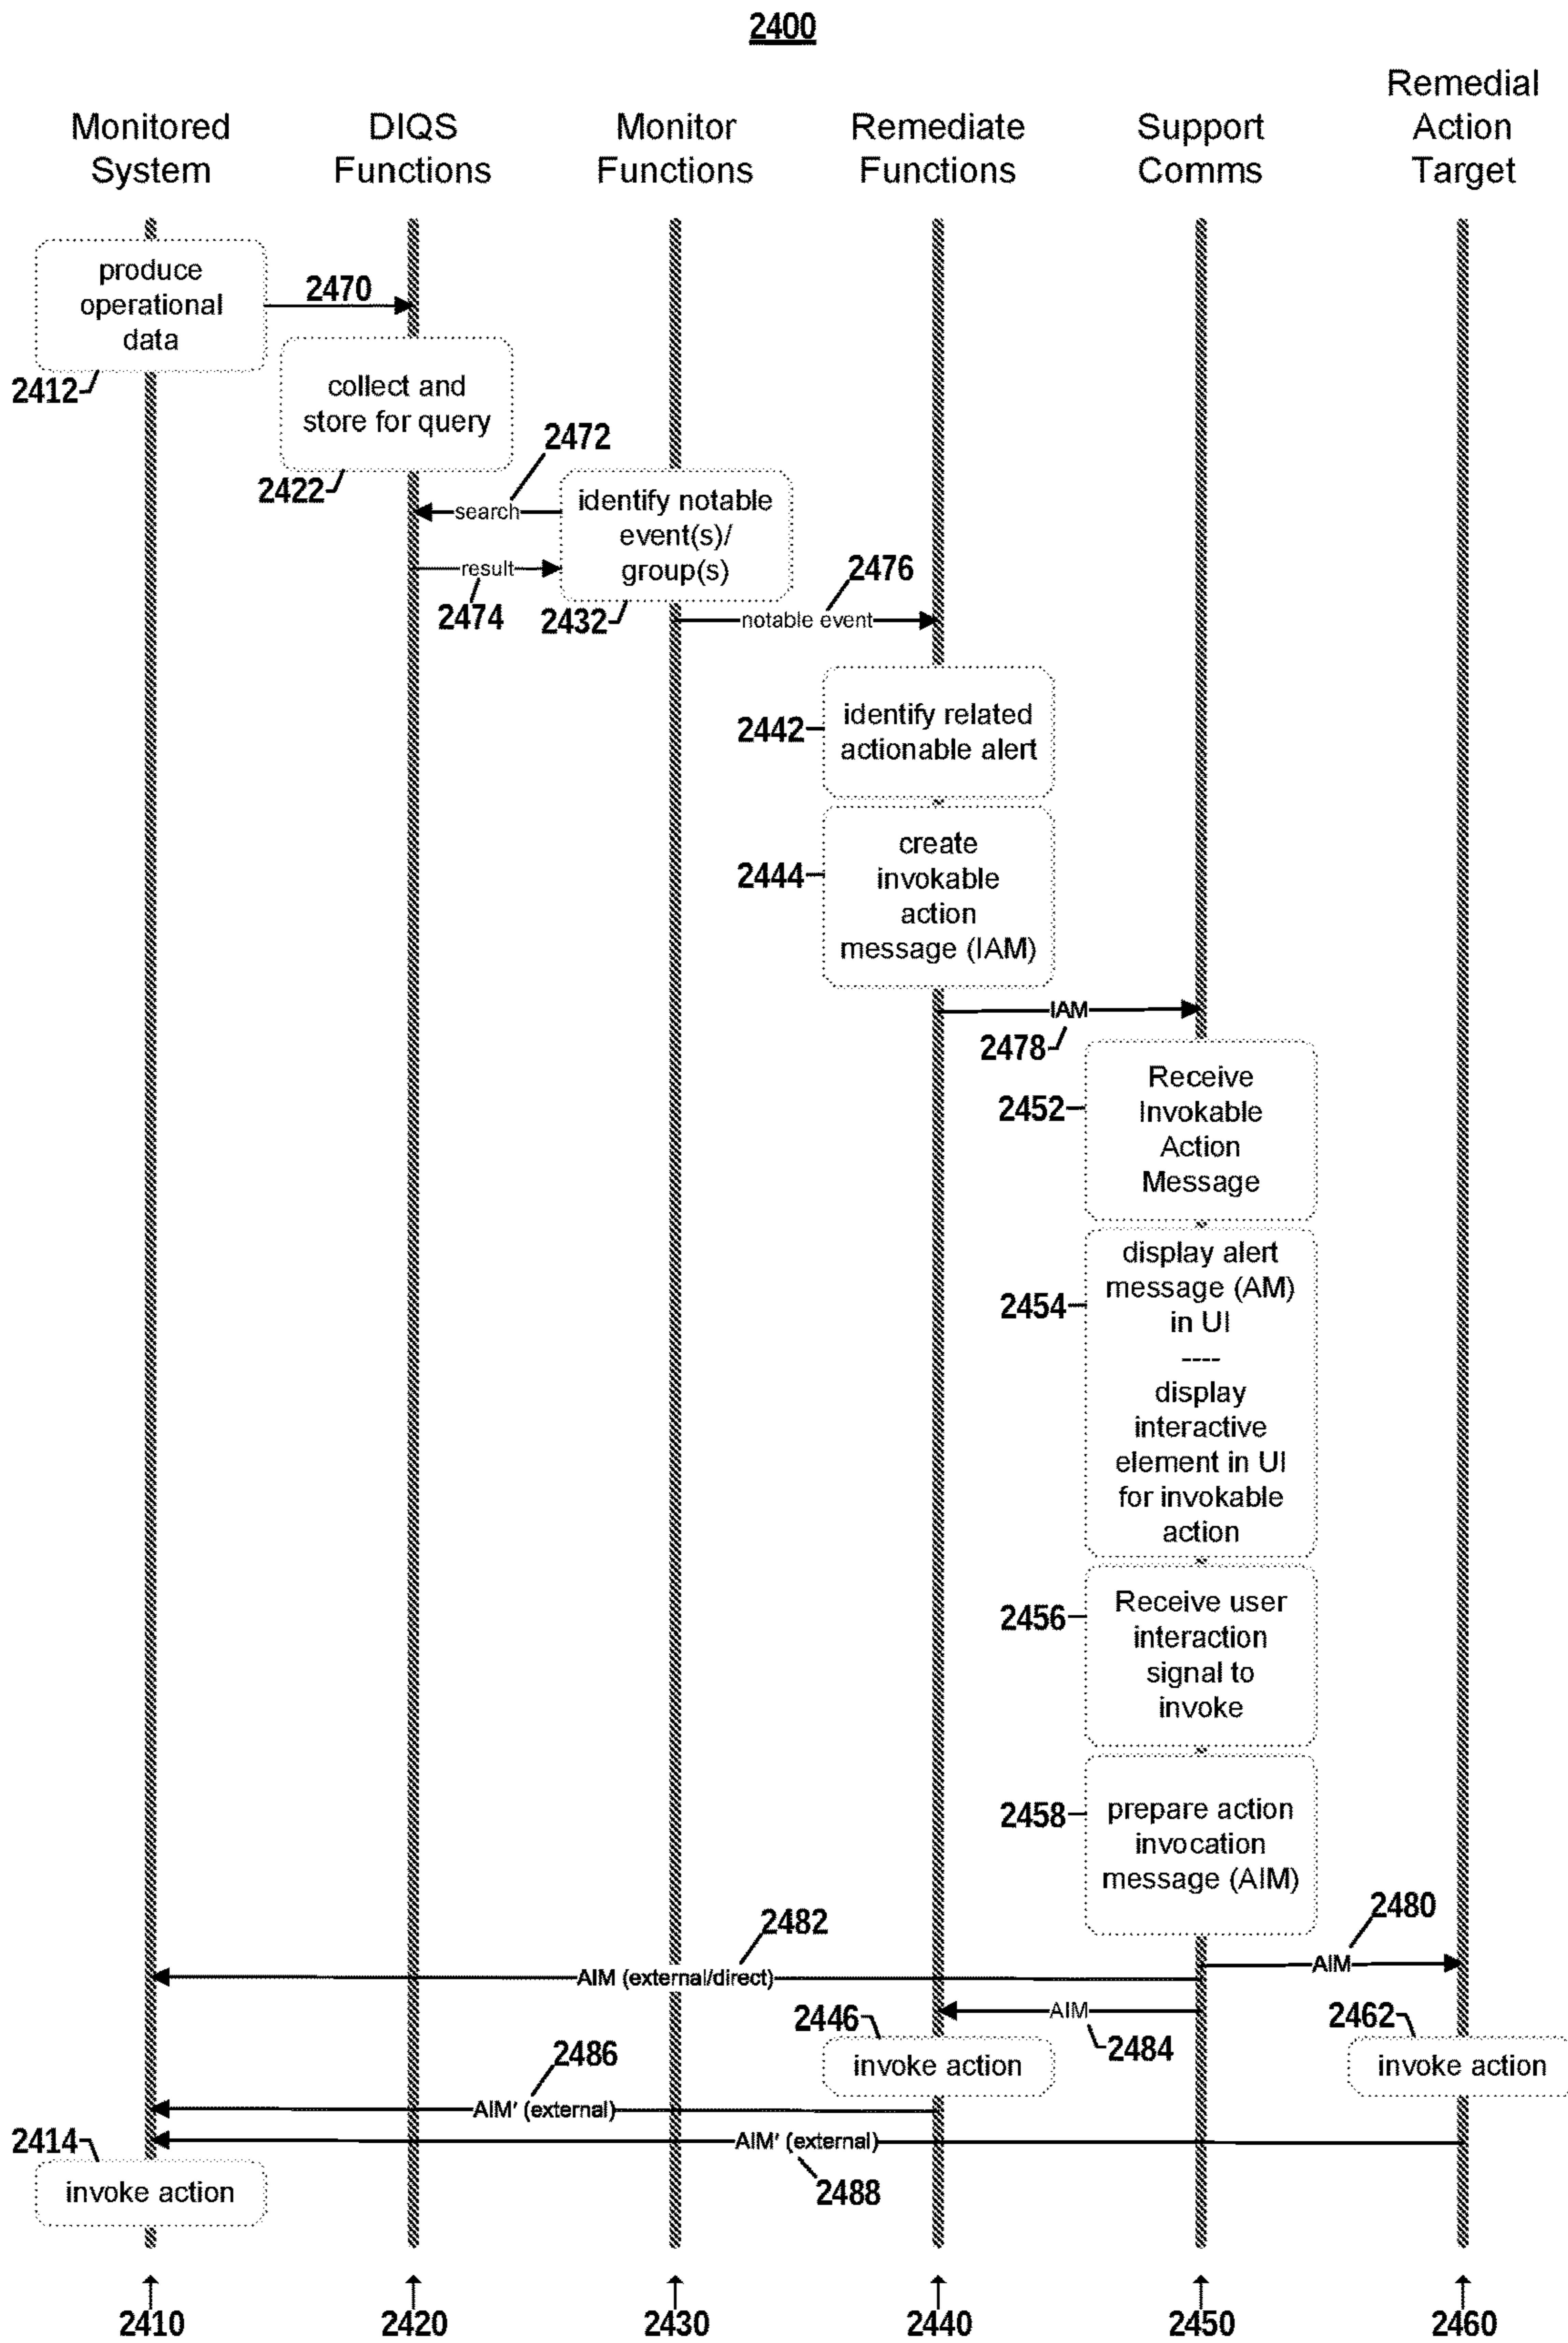 2400
Monitored
System
DIQS
Functions
Monitor
Functions
Remediate
Functions
Support
Comms
Remedial
Action
Target
produce
operational
data
2470
2412
collect and
store for query
2422
2472
search
result
2474
identify notable
event(s)/
group(s)
2432
2476
notable event
2442
identify related
actionable alert
2444
create
invokable
action
message (IAM)
IAM
2478
2452
Receive
Invokable
Action
Message
2454
display alert
message (AM)
in UI
----
display
interactive
element in UI
for invokable
action
2456
Receive user
interaction
signal to
invoke
2458
prepare action
invocation
message (AIM)
2480
AIM
2482
AIM (external/direct)
AIM
2484
2446
invoke action
2462
invoke action
2486
AIM' (external)
AIM' (external)
2488
2414
invoke action
2410
2420
2430
2440
2450
2460